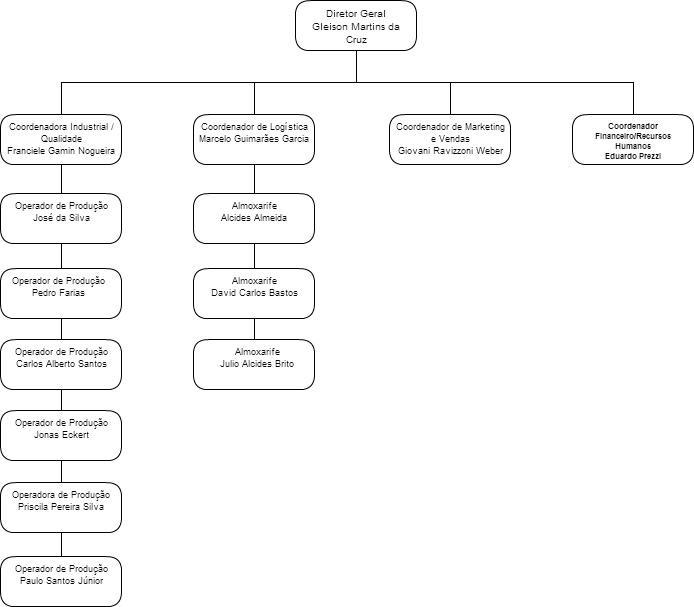 Diretor Geral
Gleison Martins da
Cruz
Coordenadora Industrial /
Qualidade
Franciele Gamin Nogueira
Coordenador de Logística
Marcelo Guimarães Garcia
Coordenador de Marketing
e Vendas
Giovani Ravizzoni Weber
Coordenador
Financeiro/Recursos
Humanos
Eduardo Prezzi
Operador de Produção
José da Silva
Almoxarife
Alcides Almeida
Operador de Produção
Pedro Farias
Almoxarife
David Carlos Bastos
Operador de Produção
Carlos Alberto Santos
Almoxarife
Julio Alcides Brito
Operador de Produção
Jonas Eckert
Operadora de Produção
Priscila Pereira Silva
Operador de Produção
Paulo Santos Júnior